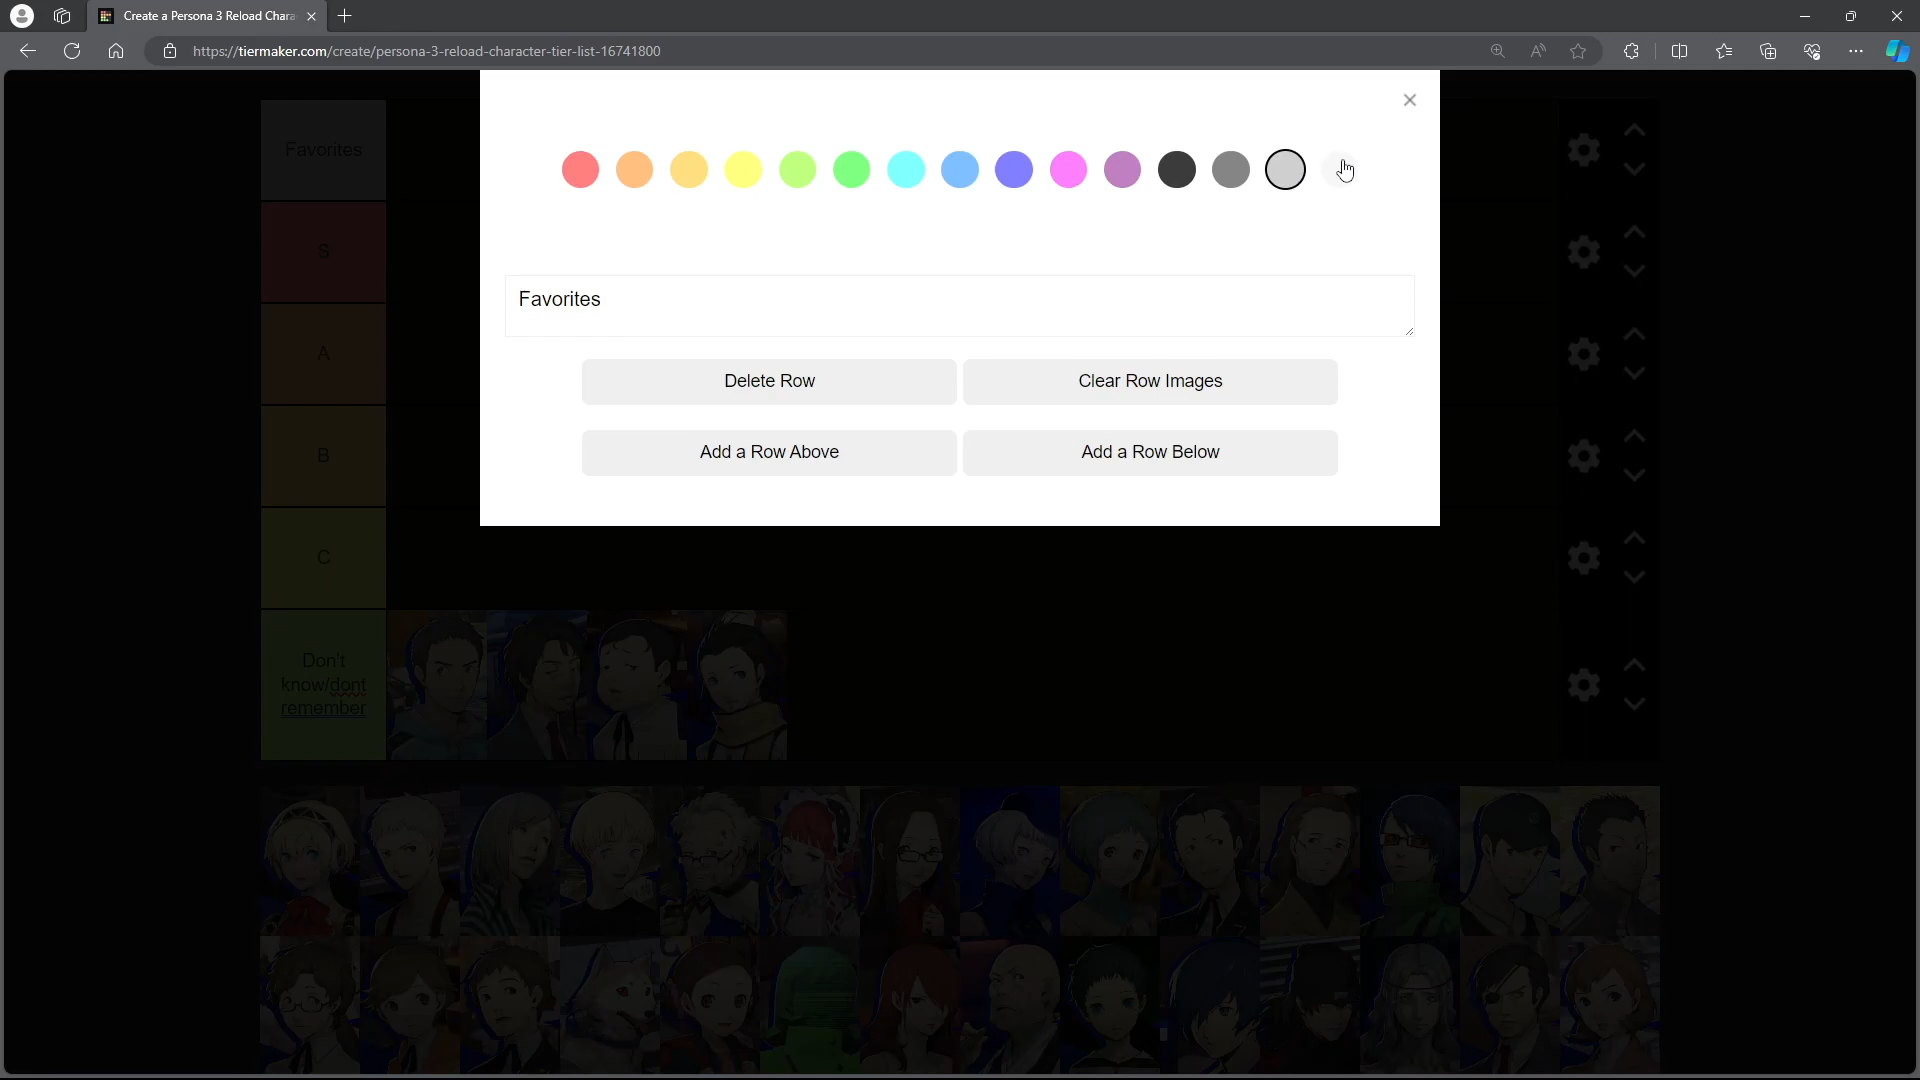 Create a Persona 3 Reload Chara
https://tiermaker.com/create/persona-3-reload-character-tier-list-16741800
Favorites
S
A
B
C
Don't
know/dont
remember
Favorites
Delete Row
Clear Row Images
Add a Row Above
Add a Row Below